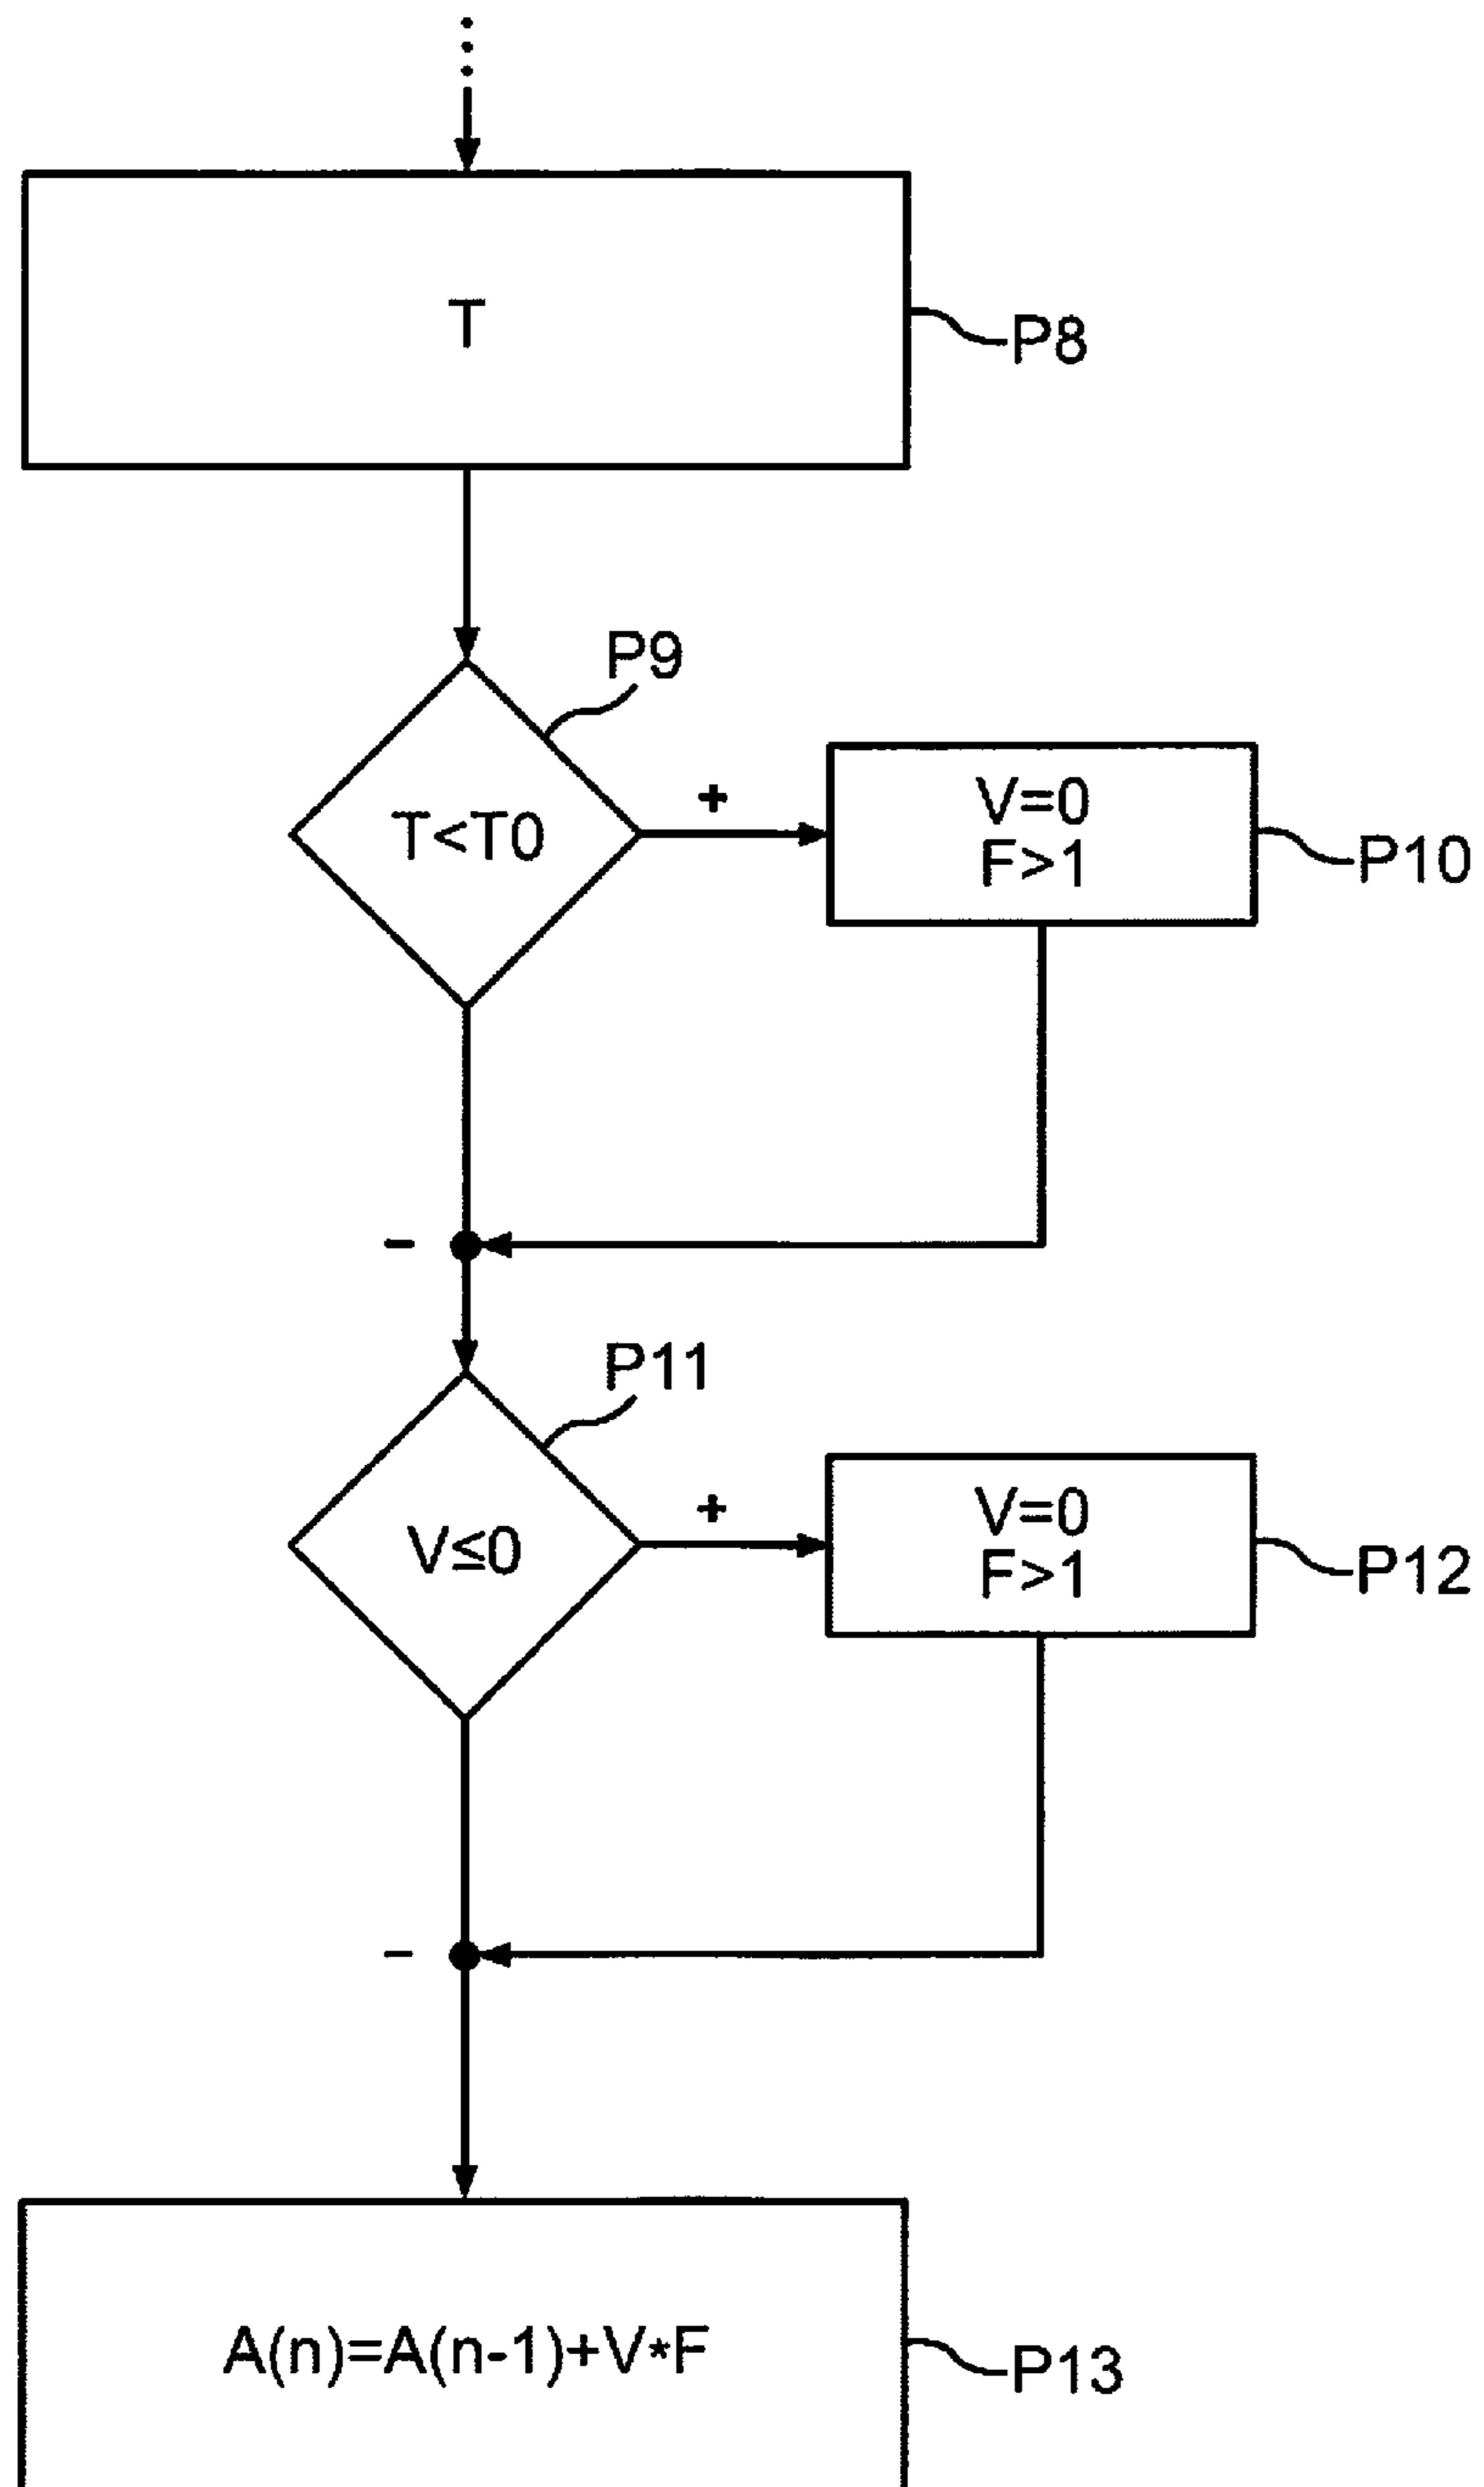 T
P8
P9
T<T0
+
V=0
F>1
P10
-
P11
V≤0
+
V=0
F>1
P12
-
A(n)=A(n-1)+V*F
P13